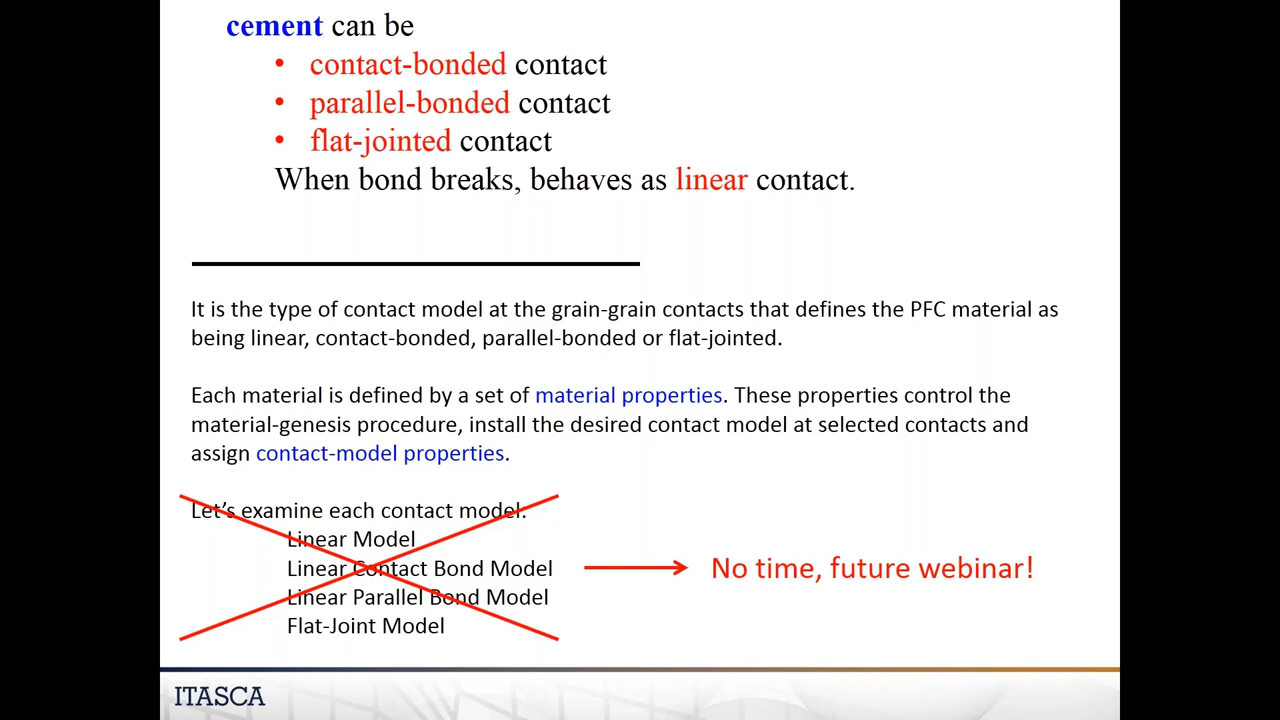 cement can be
• contact-bonded contact
• parallel-bonded contact
• flat-jointed contact
When bond breaks, behaves as linear contact.
It is the type of contact model at the grain-grain contacts that defines the PFC material as
being linear, contact-bonded, parallel-bonded or flat-jointed.
Each material is defined by a set of material properties. These properties control the
material-genesis procedure, install the desired contact model at selected contacts and
assign contact-model properties.
Let's examine each contact model:
Linear Model
Linear Contact Bond Model
Linear Parallel Bond Model
Flat-Joint Model
No time, future webinar!
ITASCA